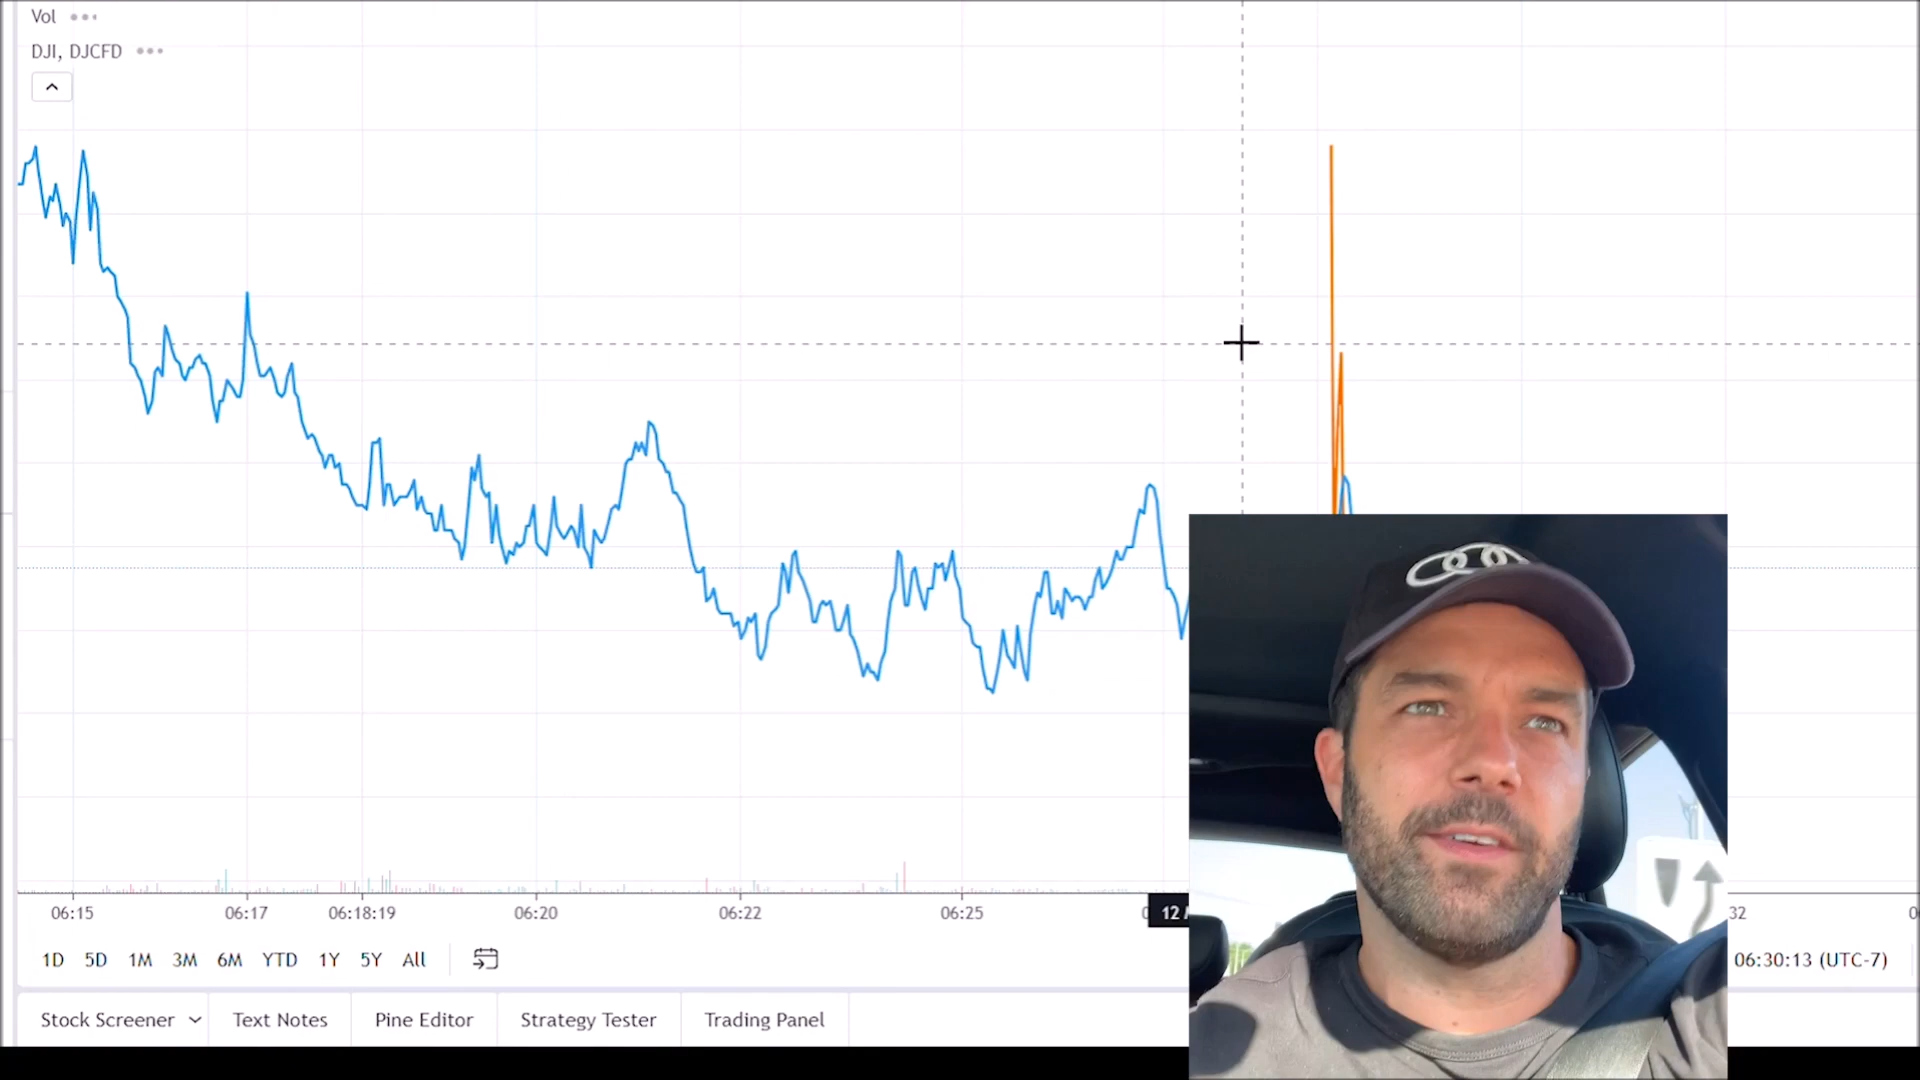 Vol
DJI, DJCFD
06:15 06:17 06:18:19 06:20 06:22 06:25 12 32
1D 5D 1M 3M 6M YTD 1Y 5Y All 06:30:13 (UTC-7)
Stock Screener Text Notes Pine Editor Strategy Tester Trading Panel